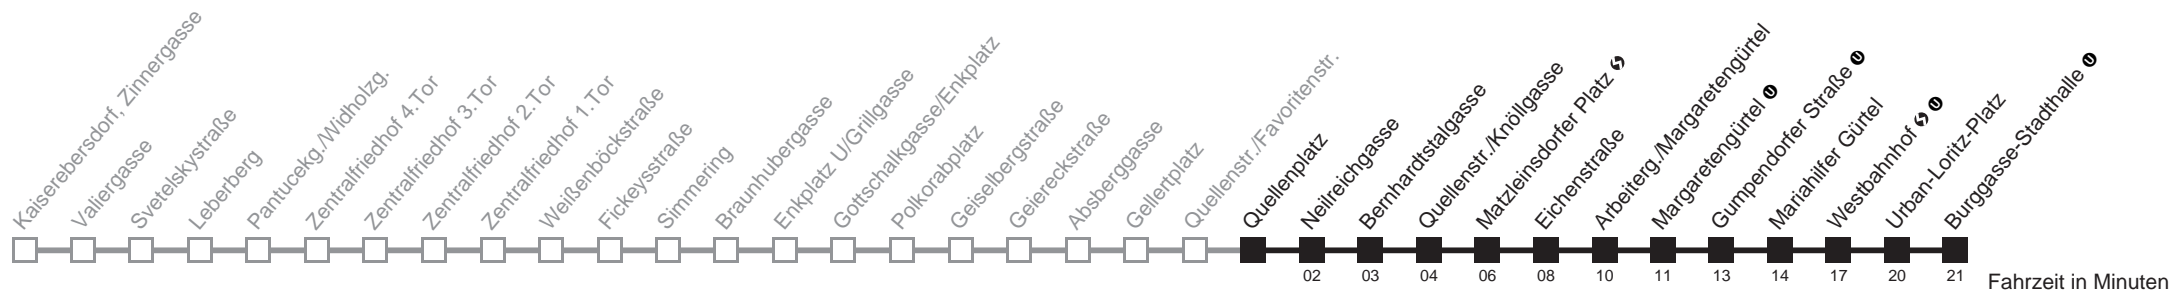 Kaiserebersdorf, Zinnergasse
Valiergasse
Svetelskystraße
Leberberg
Pantuckg./Widholzg.
Zentralfriedhof 4.Tor
Zentralfriedhof 3.Tor
Zentralfriedhof 2.Tor
Zentralfriedhof 1.Tor
Weißenböckstraße
Fickeysstraße
Simmering
Braunhubergasse
Enkplatz U/Grillgasse
Gottschalkgasse/Enkplatz
Polkorabplatz
Geiselbergstraße
Geiereckstraße
Absberggasse
Gellertplatz
Quellenstr./Favoritenstr.
Quellenplatz
Neilreichgasse
Bernhardtstalgasse
Quellenstr./Knöllgasse
Matzleinsdorfer Platz
Eichenstraße
Arbeiterg./Margaretengürtel
Margaretengürtel U
Gumpendorfer Straße U
Mariahilfer Gürtel
Westbahnhof U
Urban-Loritz-Platz
Burggasse-Stadthalle U
02 03 04 06 08 10 11 13 14 17 20 21 Fahrzeit in Minuten